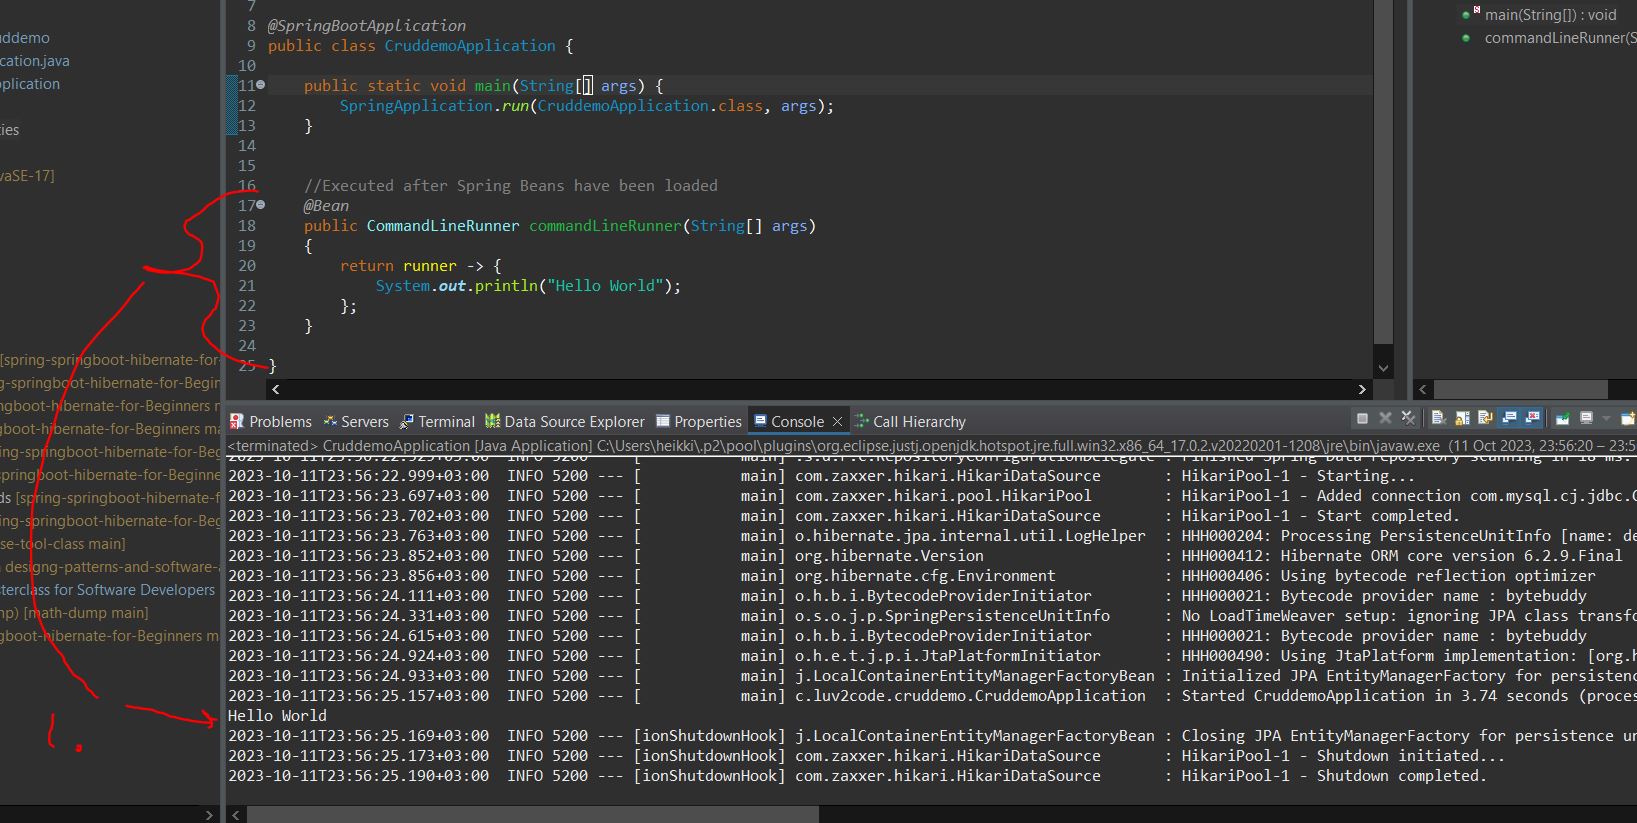 7
8 @SpringBootApplication
9 public class CruddemoApplication {
10
11 public static void main(String[] args) {
12 SpringApplication.run(CruddemoApplication.class, args);
13 }
14
15
16 //Executed after Spring Beans have been loaded
17 @Bean
18 public CommandLineRunner commandLineRunner(String[] args)
19 {
20 return runner -> {
21 System.out.println("Hello World");
22 };
23 }
24
25 }
main(String[]) : void
commandLineRunner(S
uddemo
cation.java
pplication
ties
vaSE-17]
[spring-springboot-hibernate-for-
g-springboot-hibernate-for-Beginr
ngboot-hibernate-for-Beginners m
gboot-hibernate-for-Beginners ma
ng-springboot-hibernate-for-Beg
springboot-hibernate-for-Beginner
ds [spring-springboot-hibernate-f
ng-springboot-hibernate-for-Beg
se-tool-class main]
designg-patterns-and-software-
sterclass for Software Developers
mp) [math-dump main]
ngboot-hibernate-for-Beginners m
1.
Problems Servers Terminal Data Source Explorer Properties Console Call Hierarchy
<terminated> CruddemoApplication [Java Application] C:\Users\heikki\.p2\pool\plugins\org.eclipse.justj.openjdk.hotspot.jre.full.win32.x86_64_17.0.2.v20220201-1208\jre\bin\javaw.exe (11 Oct 2023, 23:56:20 – 23:5
2023-10-11T23:56:22.999+03:00 INFO 5200 --- [ main] com.zaxxer.hikari.HikariDataSource : HikariPool-1 - Starting...
2023-10-11T23:56:23.697+03:00 INFO 5200 --- [ main] com.zaxxer.hikari.pool.HikariPool : HikariPool-1 - Added connection com.mysql.cj.jdbc.C
2023-10-11T23:56:23.702+03:00 INFO 5200 --- [ main] com.zaxxer.hikari.HikariDataSource : HikariPool-1 - Start completed.
2023-10-11T23:56:23.763+03:00 INFO 5200 --- [ main] o.hibernate.jpa.internal.util.LogHelper : HHH000204: Processing PersistenceUnitInfo [name: de
2023-10-11T23:56:23.852+03:00 INFO 5200 --- [ main] org.hibernate.Version : HHH000412: Hibernate ORM core version 6.2.9.Final
2023-10-11T23:56:23.856+03:00 INFO 5200 --- [ main] org.hibernate.cfg.Environment : HHH000406: Using bytecode reflection optimizer
2023-10-11T23:56:24.111+03:00 INFO 5200 --- [ main] o.h.b.i.BytecodeProviderInitiator : HHH000021: Bytecode provider name : bytebuddy
2023-10-11T23:56:24.331+03:00 INFO 5200 --- [ main] o.s.o.j.p.SpringPersistenceUnitInfo : No LoadTimeWeaver setup: ignoring JPA class transfo
2023-10-11T23:56:24.615+03:00 INFO 5200 --- [ main] o.h.b.i.BytecodeProviderInitiator : HHH000021: Bytecode provider name : bytebuddy
2023-10-11T23:56:24.924+03:00 INFO 5200 --- [ main] o.h.e.t.j.p.i.JtaPlatformInitiator : HHH000490: Using JtaPlatform implementation: [org.h
2023-10-11T23:56:24.933+03:00 INFO 5200 --- [ main] j.LocalContainerEntityManagerFactoryBean : Initialized JPA EntityManagerFactory for persistenc
2023-10-11T23:56:25.157+03:00 INFO 5200 --- [ main] c.luv2code.cruddemo.CruddemoApplication : Started CruddemoApplication in 3.74 seconds (proces
Hello World
2023-10-11T23:56:25.169+03:00 INFO 5200 --- [ionShutdownHook] j.LocalContainerEntityManagerFactoryBean : Closing JPA EntityManagerFactory for persistence un
2023-10-11T23:56:25.173+03:00 INFO 5200 --- [ionShutdownHook] com.zaxxer.hikari.HikariDataSource : HikariPool-1 - Shutdown initiated...
2023-10-11T23:56:25.190+03:00 INFO 5200 --- [ionShutdownHook] com.zaxxer.hikari.HikariDataSource : HikariPool-1 - Shutdown completed.